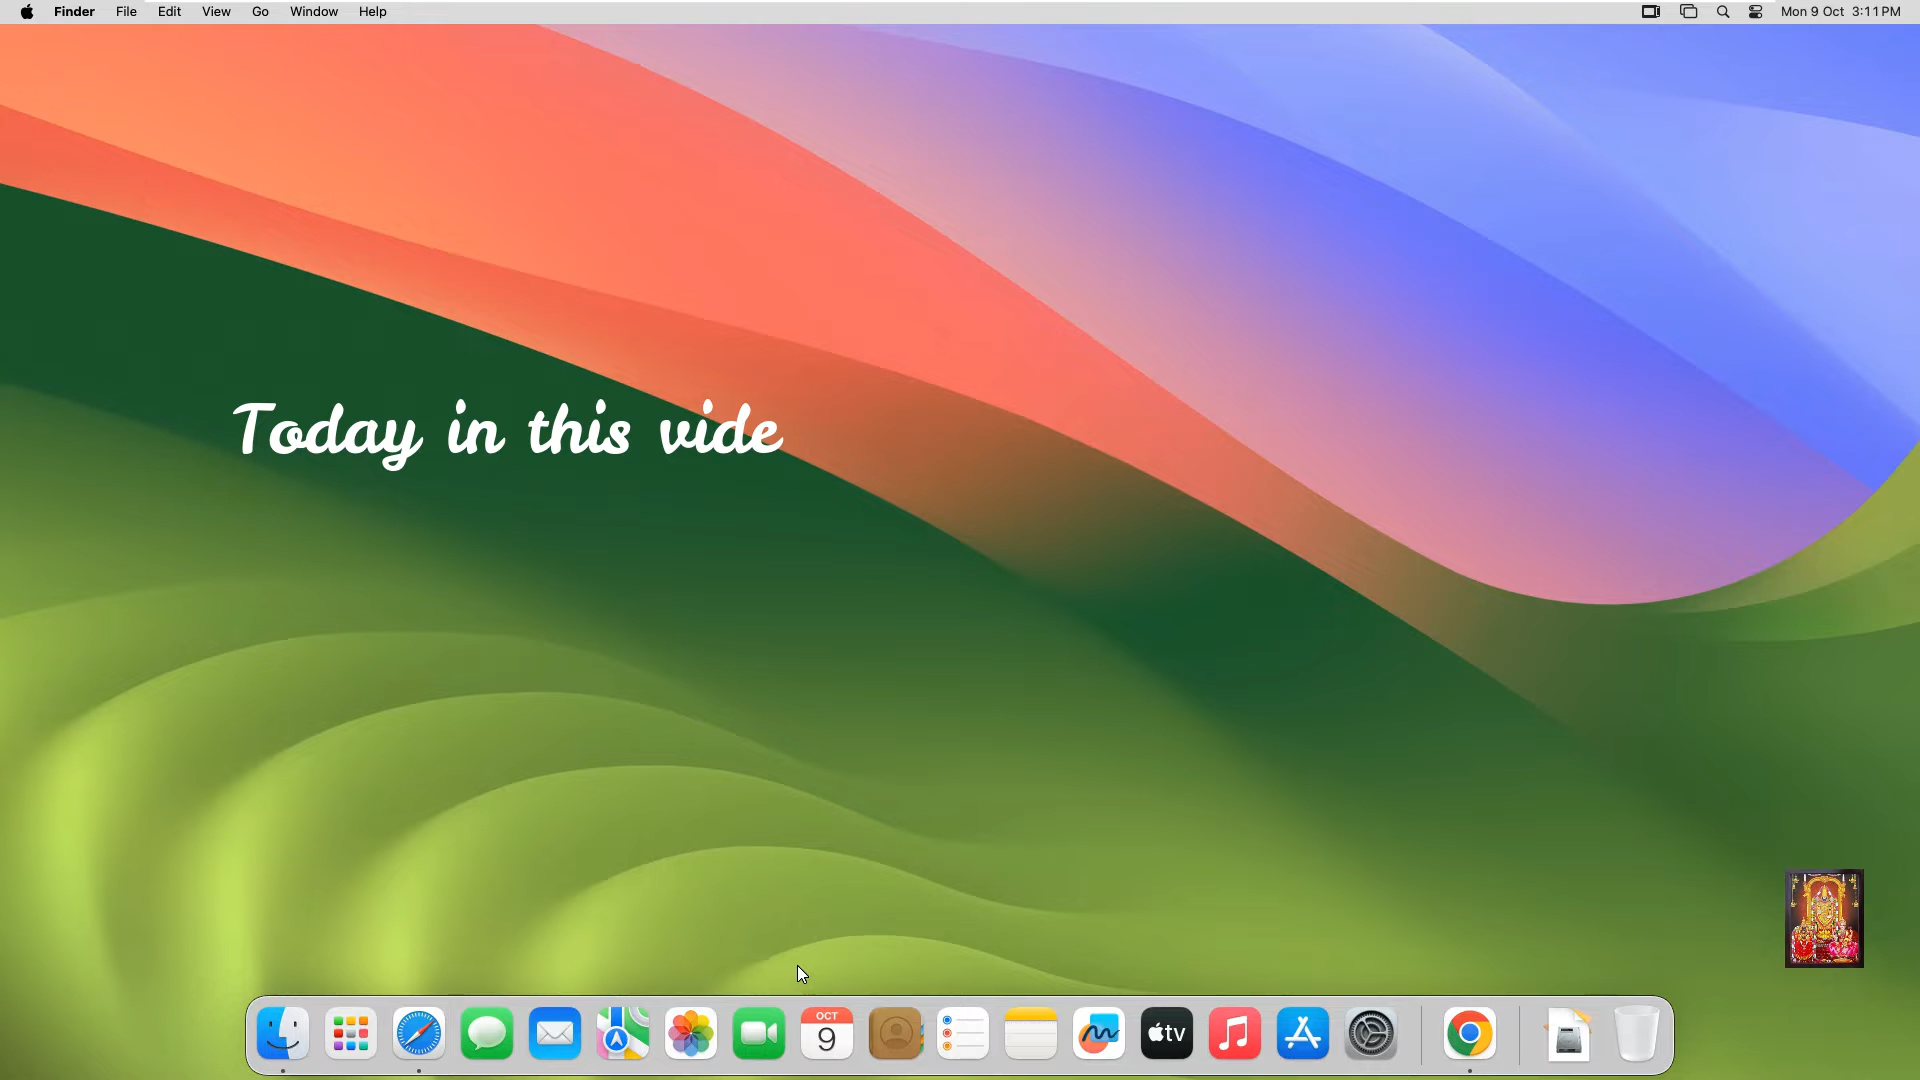 Finder File Edit View Go Window Help Mon 9 Oct 3:11 PM
Today in this vide
OCT
9
tv